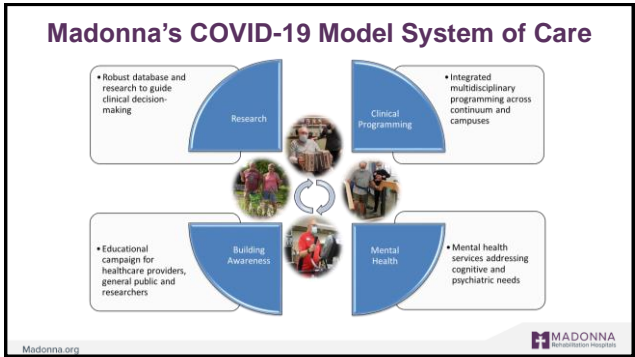 Madonna's COVID-19 Model System of Care
• Robust database and
research to guide
clinical decision-
making
Research
Clinical
Programming
• Integrated
multidisciplinary
programming across
continuum and
campuses
• Educational
campaign for
healthcare providers,
general public and
researchers
Building
Awareness
Mental
Health
• Mental health
services addressing
cognitive and
psychiatric needs
Madonna.org
MADONNA
Rehabilitation Hospitals